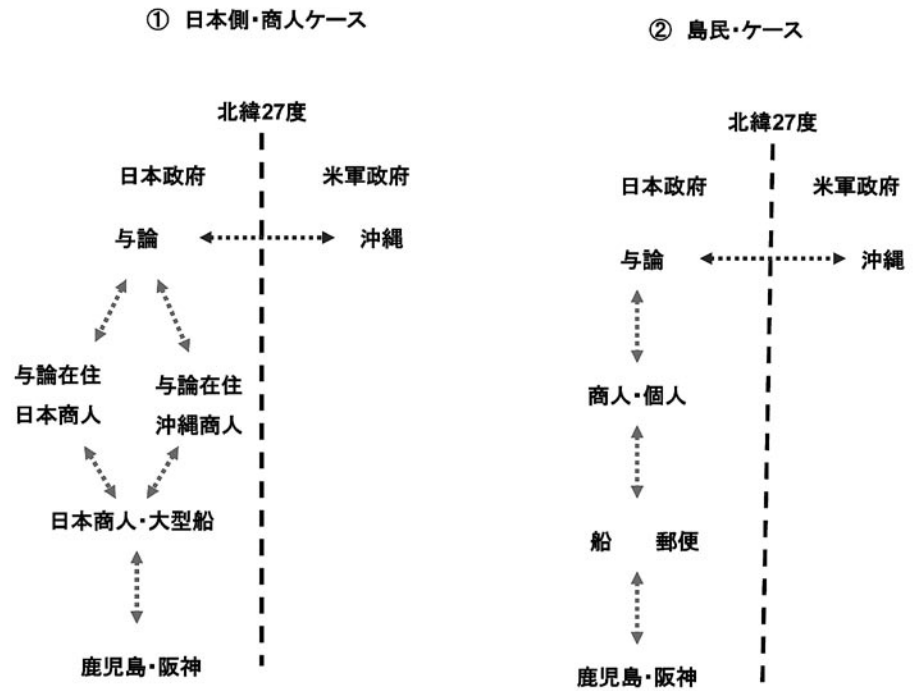 ① 日本側・商人ケース
北緯27度
日本政府 米軍政府
与論 沖縄
与論在住 与論在住
日本商人 沖縄商人
日本商人・大型船
鹿児島・阪神
② 島民・ケース
北緯27度
日本政府 米軍政府
与論 沖縄
商人・個人
船 郵便
鹿児島・阪神